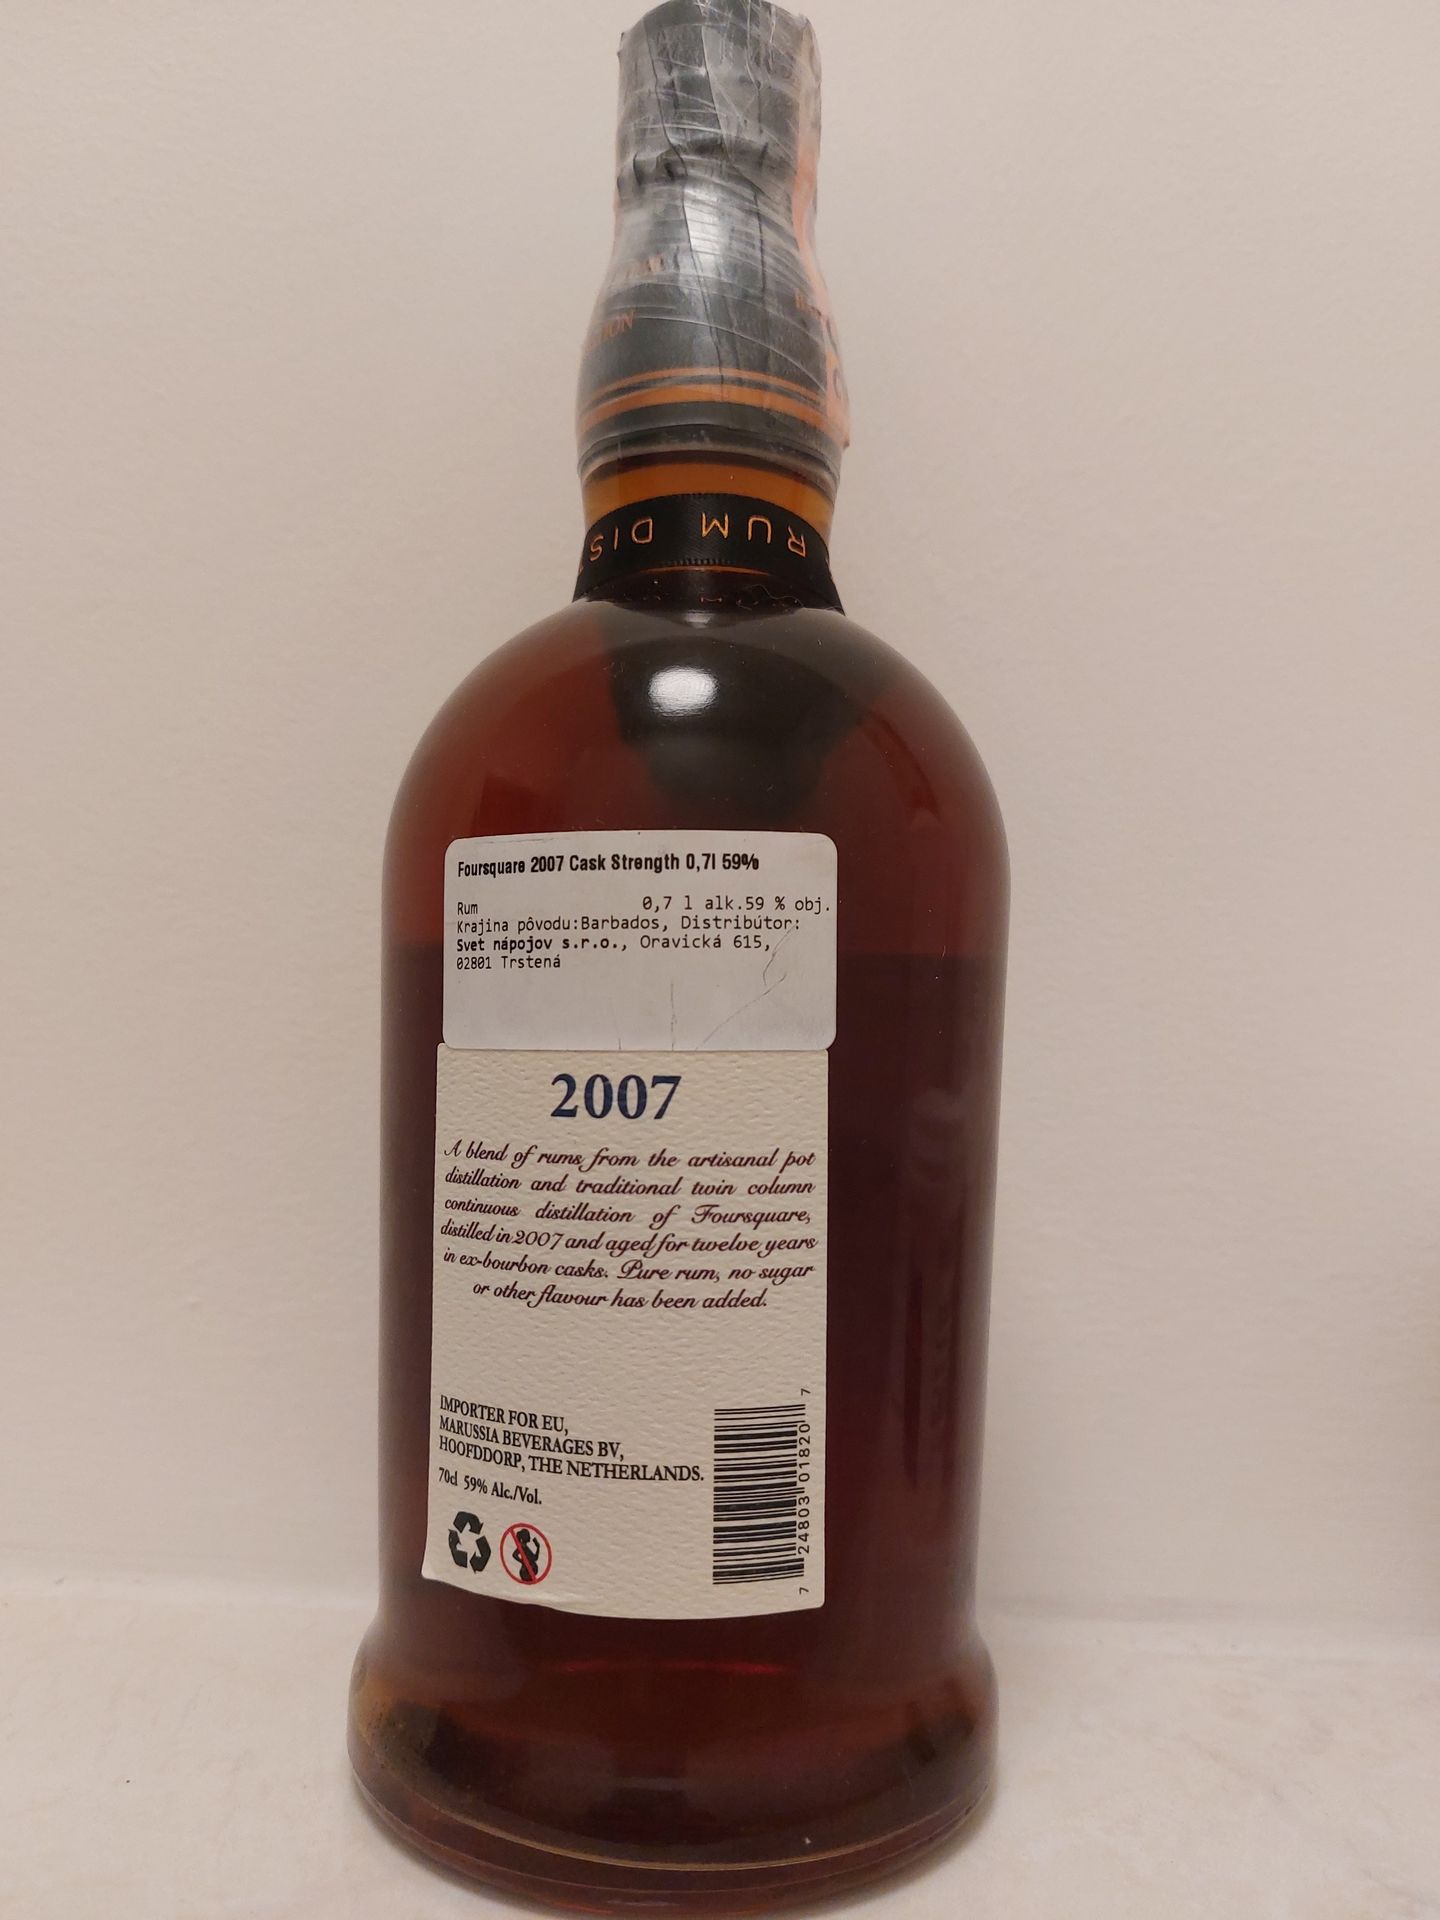 ION
RUM DIS
Foursquare 2007 Cask Strength 0,7l 59%
Rum 0,7 l alk.59 % obj.
Krajina pôvodu:Barbados, Distribútor:
Svet nápojov s.r.o., Oravická 615,
02801 Trstená
2007
A blend of rums from the artisanal pot
distillation and traditional twin column
continuous distillation of Foursquare,
distilled in 2007 and aged for twelve years
in ex-bourbon casks. Pure rum, no sugar
or other flavour has been added.
IMPORTER FOR EU,
MARUSSIA BEVERAGES BV,
HOOFDDORP, THE NETHERLANDS.
70cl 59% Alc./Vol.
7 24803 01820 7